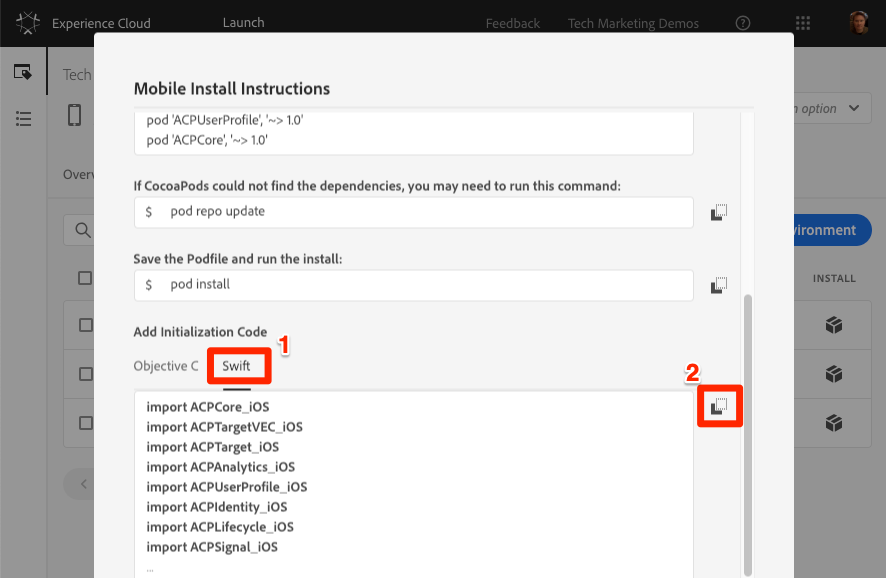 Experience Cloud
Launch
Feedback
Tech Marketing Demos
?
Tech
Mobile Install Instructions
pod 'ACPUserProfile', '~> 1.0'
pod 'ACPCore', '~> 1.0'
option
Overv
If CocoaPods could not find the dependencies, you may need to run this command:
$ pod repo update
vironment
Save the Podfile and run the install:
$ pod install
INSTALL
Add Initialization Code
1
Objective C
Swift
2
import ACPCore_iOS
import ACPTargetVEC_iOS
import ACPTarget_iOS
import ACPAnalytics_iOS
import ACPUserProfile_iOS
import ACPIdentity_iOS
import ACPLifecycle_iOS
import ACPSignal_iOS
...